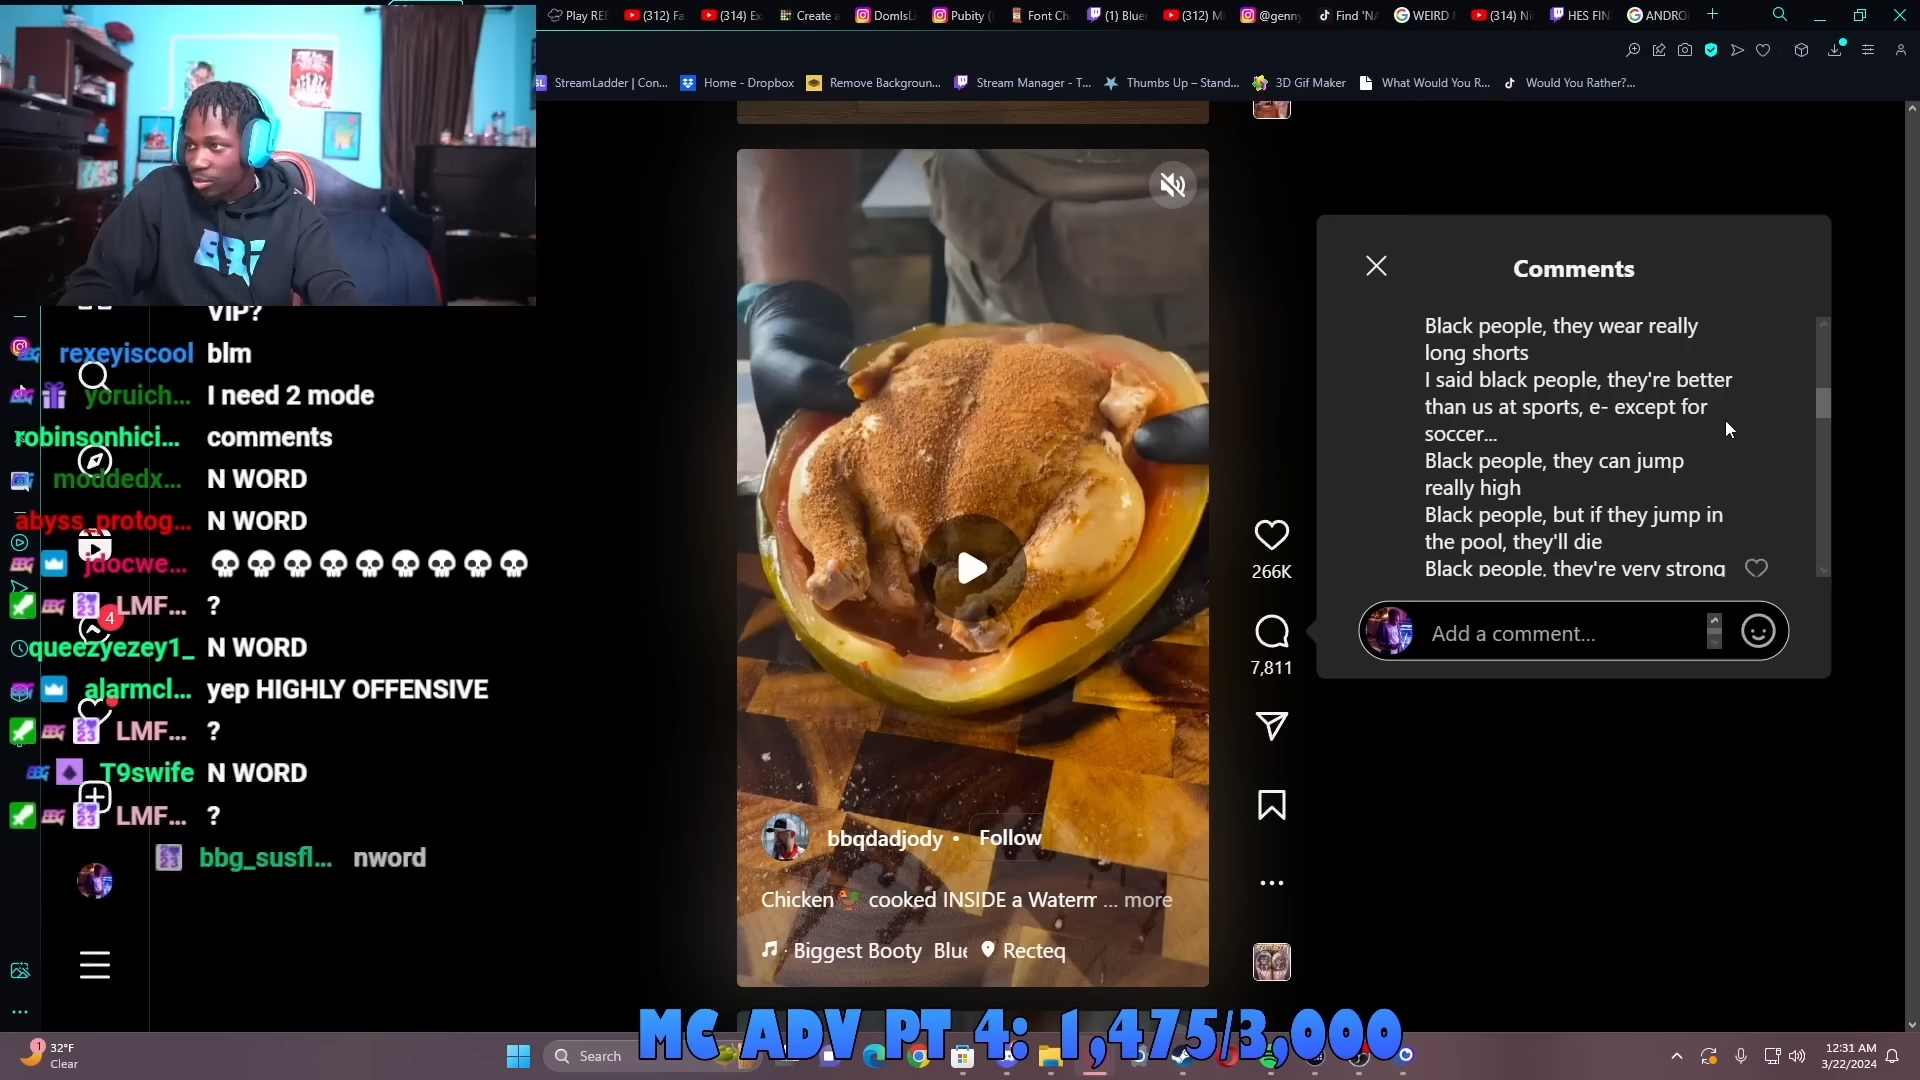 Play RE
(312) Fa
(314) Ex
Create a
DomIsLi
Pubity (
Font Ch
(1) Blue
(312) M
@genny
Find 'N
WEIRD
(314) Ni
HES FIN
ANDRO
StreamLadder | Con...
Home - Dropbox
Remove Backgroun...
Stream Manager - T...
Thumbs Up – Stand...
3D Gif Maker
What Would You R...
Would You Rather?...
VIP?
rexeyiscool blm
yoruich... I need 2 mode
robinsonhici... comments
moddedx... N WORD
abyss_protog... N WORD
jdocwe... 💀💀💀💀💀💀💀💀💀
LMF... ?
4
queezyezey1_ N WORD
alarmcl... yep HIGHLY OFFENSIVE
LMF... ?
T9swife N WORD
LMF... ?
bbg_susfl... nword
266K
7,811
bbqdadjody • Follow
Chicken cooked INSIDE a Waterm ... more
Biggest Booty Blue Recteq
Comments
Black people, they wear really
long shorts
I said black people, they're better
than us at sports, e- except for
soccer...
Black people, they can jump
really high
Black people, but if they jump in
the pool, they'll die
Black people, they're very strong
Add a comment...
MC ADV PT 4: 1,475/3,000
1
32°F
Clear
Search
12:31 AM
3/22/2024